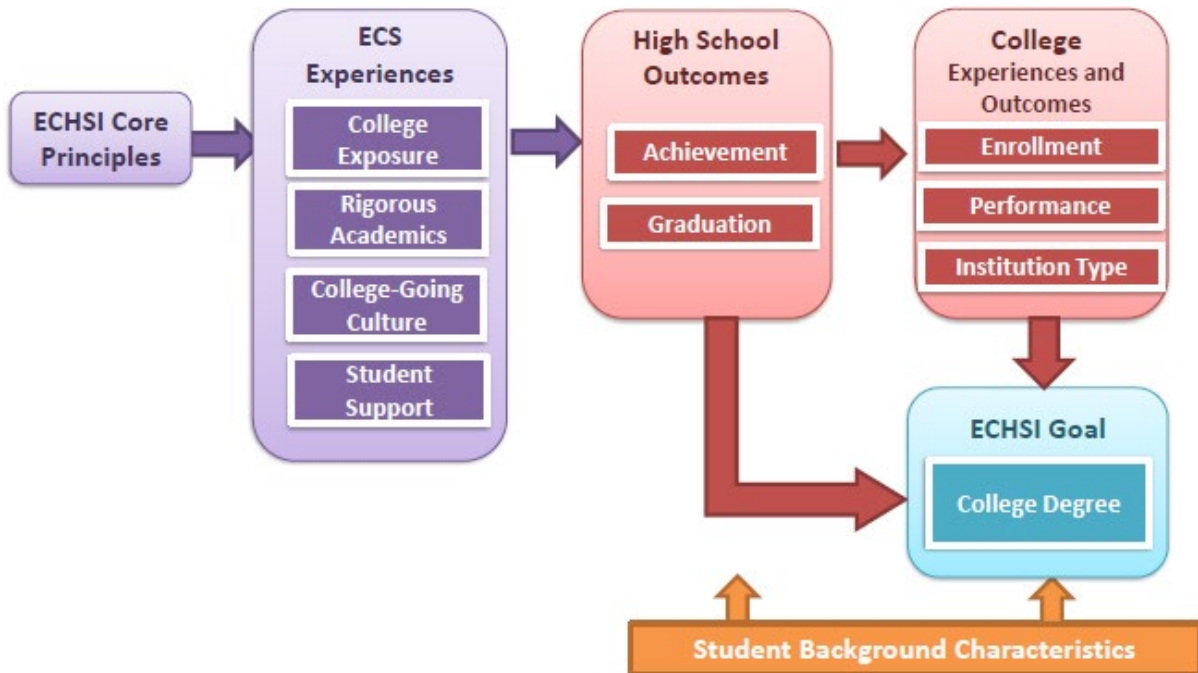 ECHSI Core
Principles
ECS
Experiences
College
Exposure
Rigorous
Academics
College-Going
Culture
Student
Support
High School
Outcomes
Achievement
Graduation
College
Experiences and
Outcomes
Enrollment
Performance
Institution Type
ECHSI Goal
College Degree
Student Background Characteristics